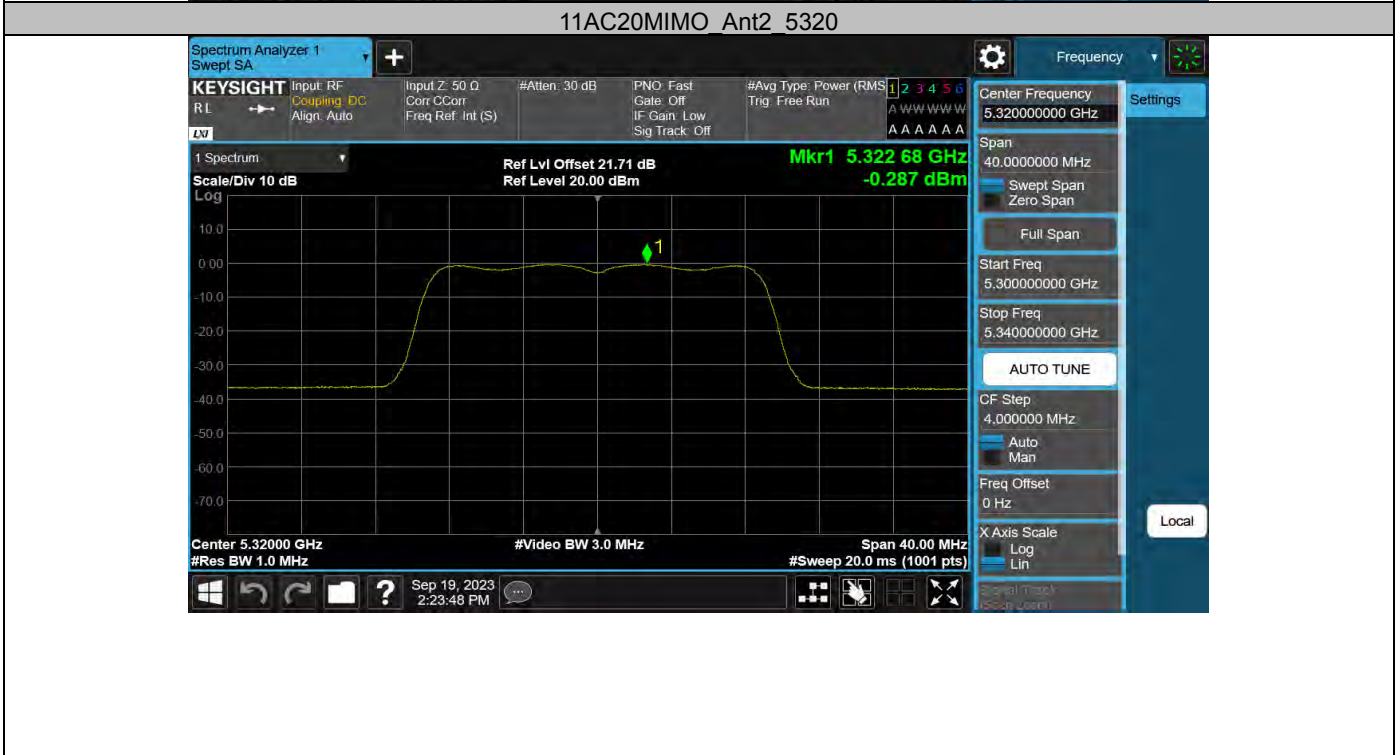 11AC20MIMO_Ant2_5320
Spectrum Analyzer 1
Swept SA
+
Frequency
KEYSIGHT
RL
LXI
Input: RF
Coupling: DC
Align: Auto
Input Z: 50 Ω
Corr CCorr
Freq Ref: Int (S)
#Atten: 30 dB
PNO: Fast
Gate: Off
IF Gain: Low
Sig Track: Off
#Avg Type: Power (RMS
Trig: Free Run
1 2 3 4 5 6
A W W W W W
A A A A A A
1 Spectrum
Scale/Div 10 dB
Log
Ref Lvl Offset 21.71 dB
Ref Level 20.00 dBm
Mkr1 5.322 68 GHz
-0.287 dBm
10.0
0.00
-10.0
-20.0
-30.0
-40.0
-50.0
-60.0
-70.0
1
Center 5.32000 GHz
#Res BW 1.0 MHz
#Video BW 3.0 MHz
Span 40.00 MHz
#Sweep 20.0 ms (1001 pts)
Center Frequency
5.320000000 GHz
Settings
Span
40.0000000 MHz
Swept Span
Zero Span
Full Span
Start Freq
5.300000000 GHz
Stop Freq
5.340000000 GHz
AUTO TUNE
CF Step
4.000000 MHz
Auto
Man
Freq Offset
0 Hz
X Axis Scale
Log
Lin
Local
Signal Track
?
Sep 19, 2023
2:23:48 PM